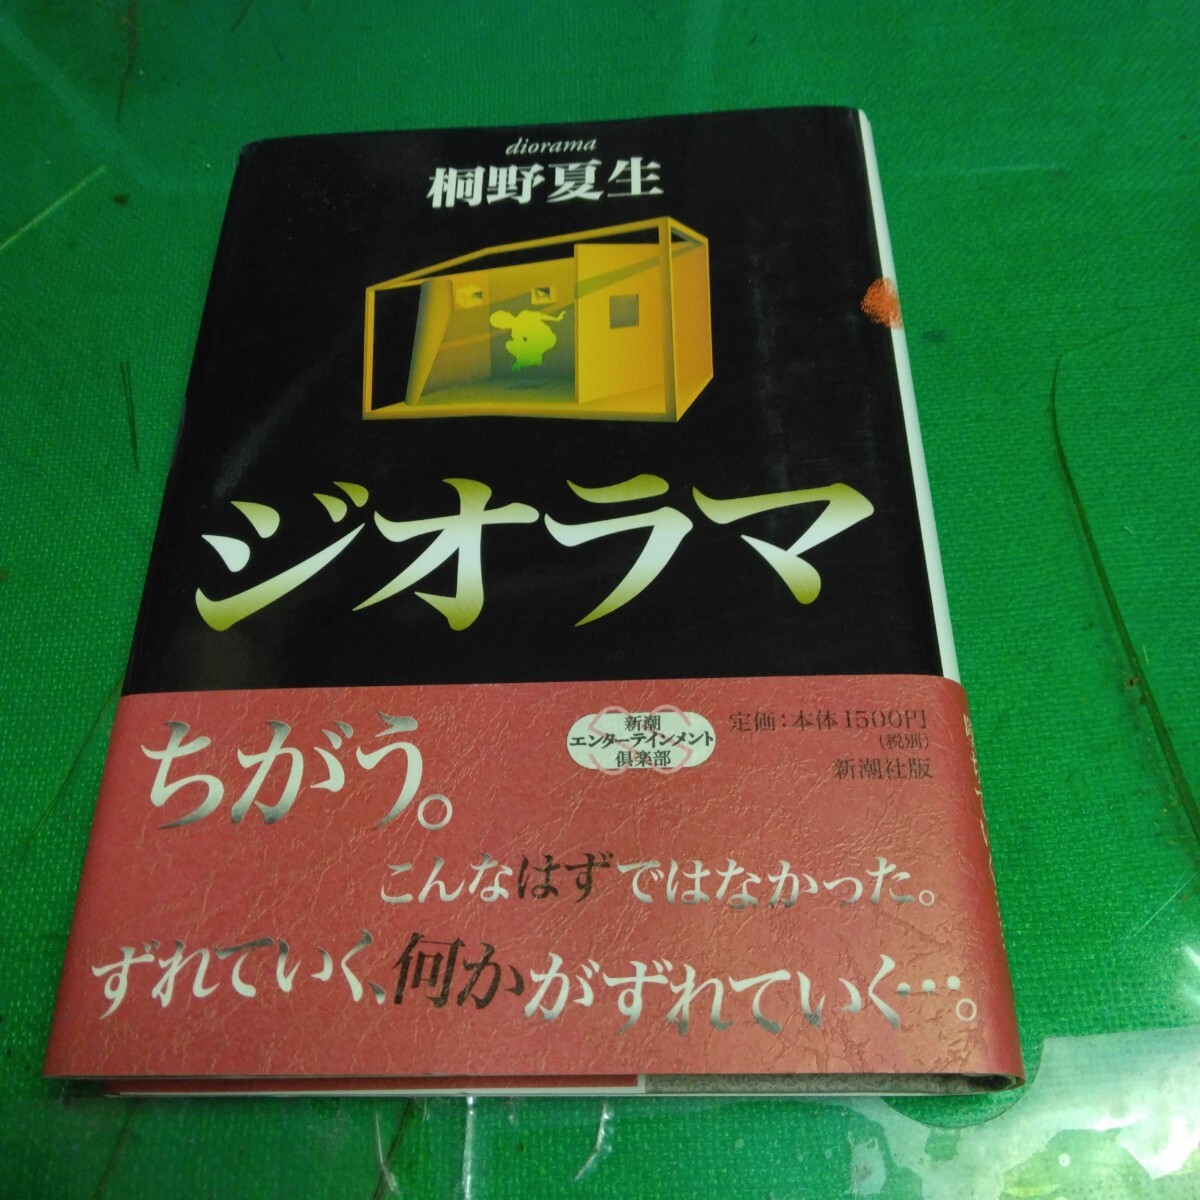 diorama
桐野夏生
ジオラマ
ちがう。
新潮
エンターテインメント
倶楽部
SS
定価：本体1500円
（税別）
新潮社版
こんなはずではなかった。
ずれていく、何かがずれていく…。